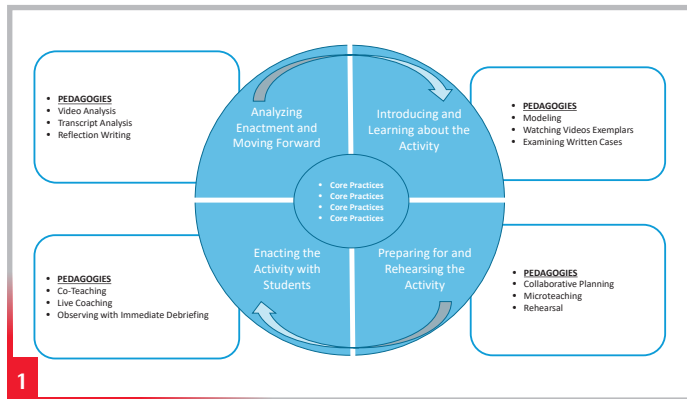 PEDAGOGIES
Video Analysis
Transcript Analysis
Reflection Writing
Analyzing
Enactment and
Moving Forward
Introducing and
Learning about the
Activity
PEDAGOGIES
Modeling
Watching Videos Exemplars
Examining Written Cases
Core Practices
Core Practices
Core Practices
Core Practices
PEDAGOGIES
Co-Teaching
Live Coaching
Observing with Immediate Debriefing
Enacting the
Activity with
Students
Preparing for and
Rehearsing the
Activity
PEDAGOGIES
Collaborative Planning
Microteaching
Rehearsal
1